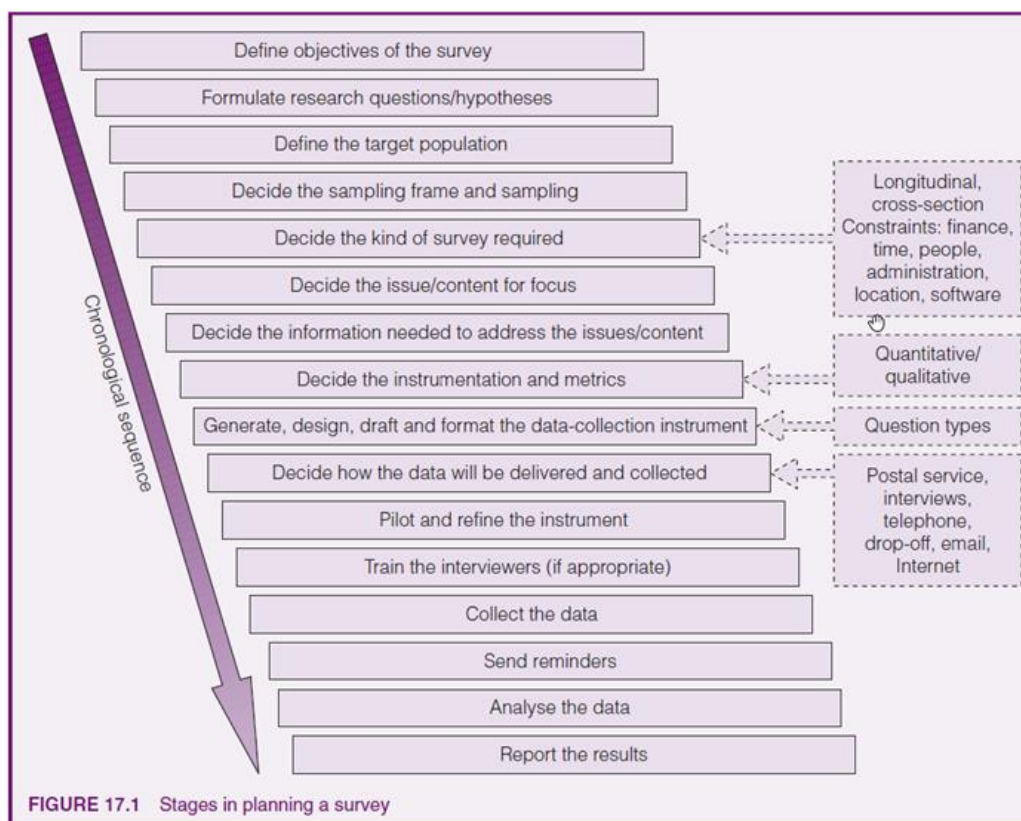 Define objectives of the survey
Formulate research questions/hypotheses
Define the target population
Decide the sampling frame and sampling
Decide the kind of survey required
Decide the issue/content for focus
Decide the information needed to address the issues/content
Decide the instrumentation and metrics
Generate, design, draft and format the data-collection instrument
Decide how the data will be delivered and collected
Pilot and refine the instrument
Train the interviewers (if appropriate)
Collect the data
Send reminders
Analyse the data
Report the results
Chronological sequence
Longitudinal,
cross-section
Constraints: finance,
time, people,
administration,
location, software
Quantitative/
qualitative
Question types
Postal service,
interviews,
telephone,
drop-off, email,
Internet
FIGURE 17.1 Stages in planning a survey